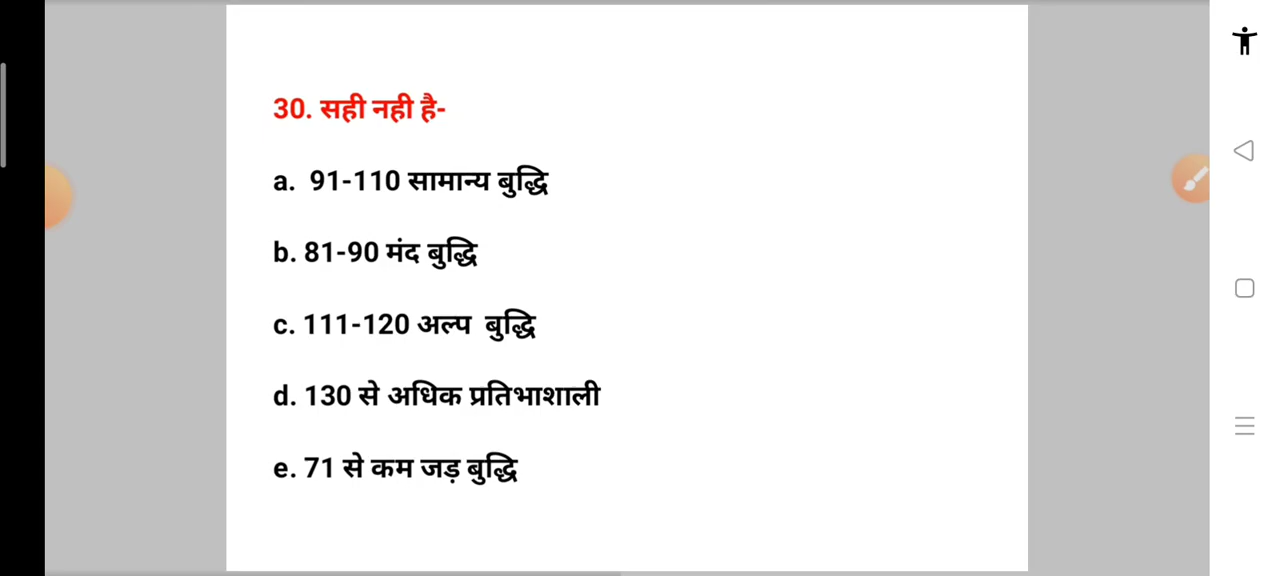 30. सही नही है-
a. 91-110 सामान्य बुद्धि
b. 81-90 मंद बुद्धि
c. 111-120 अल्प बुद्धि
d. 130 से अधिक प्रतिभाशाली
e. 71 से कम जड़ बुद्धि